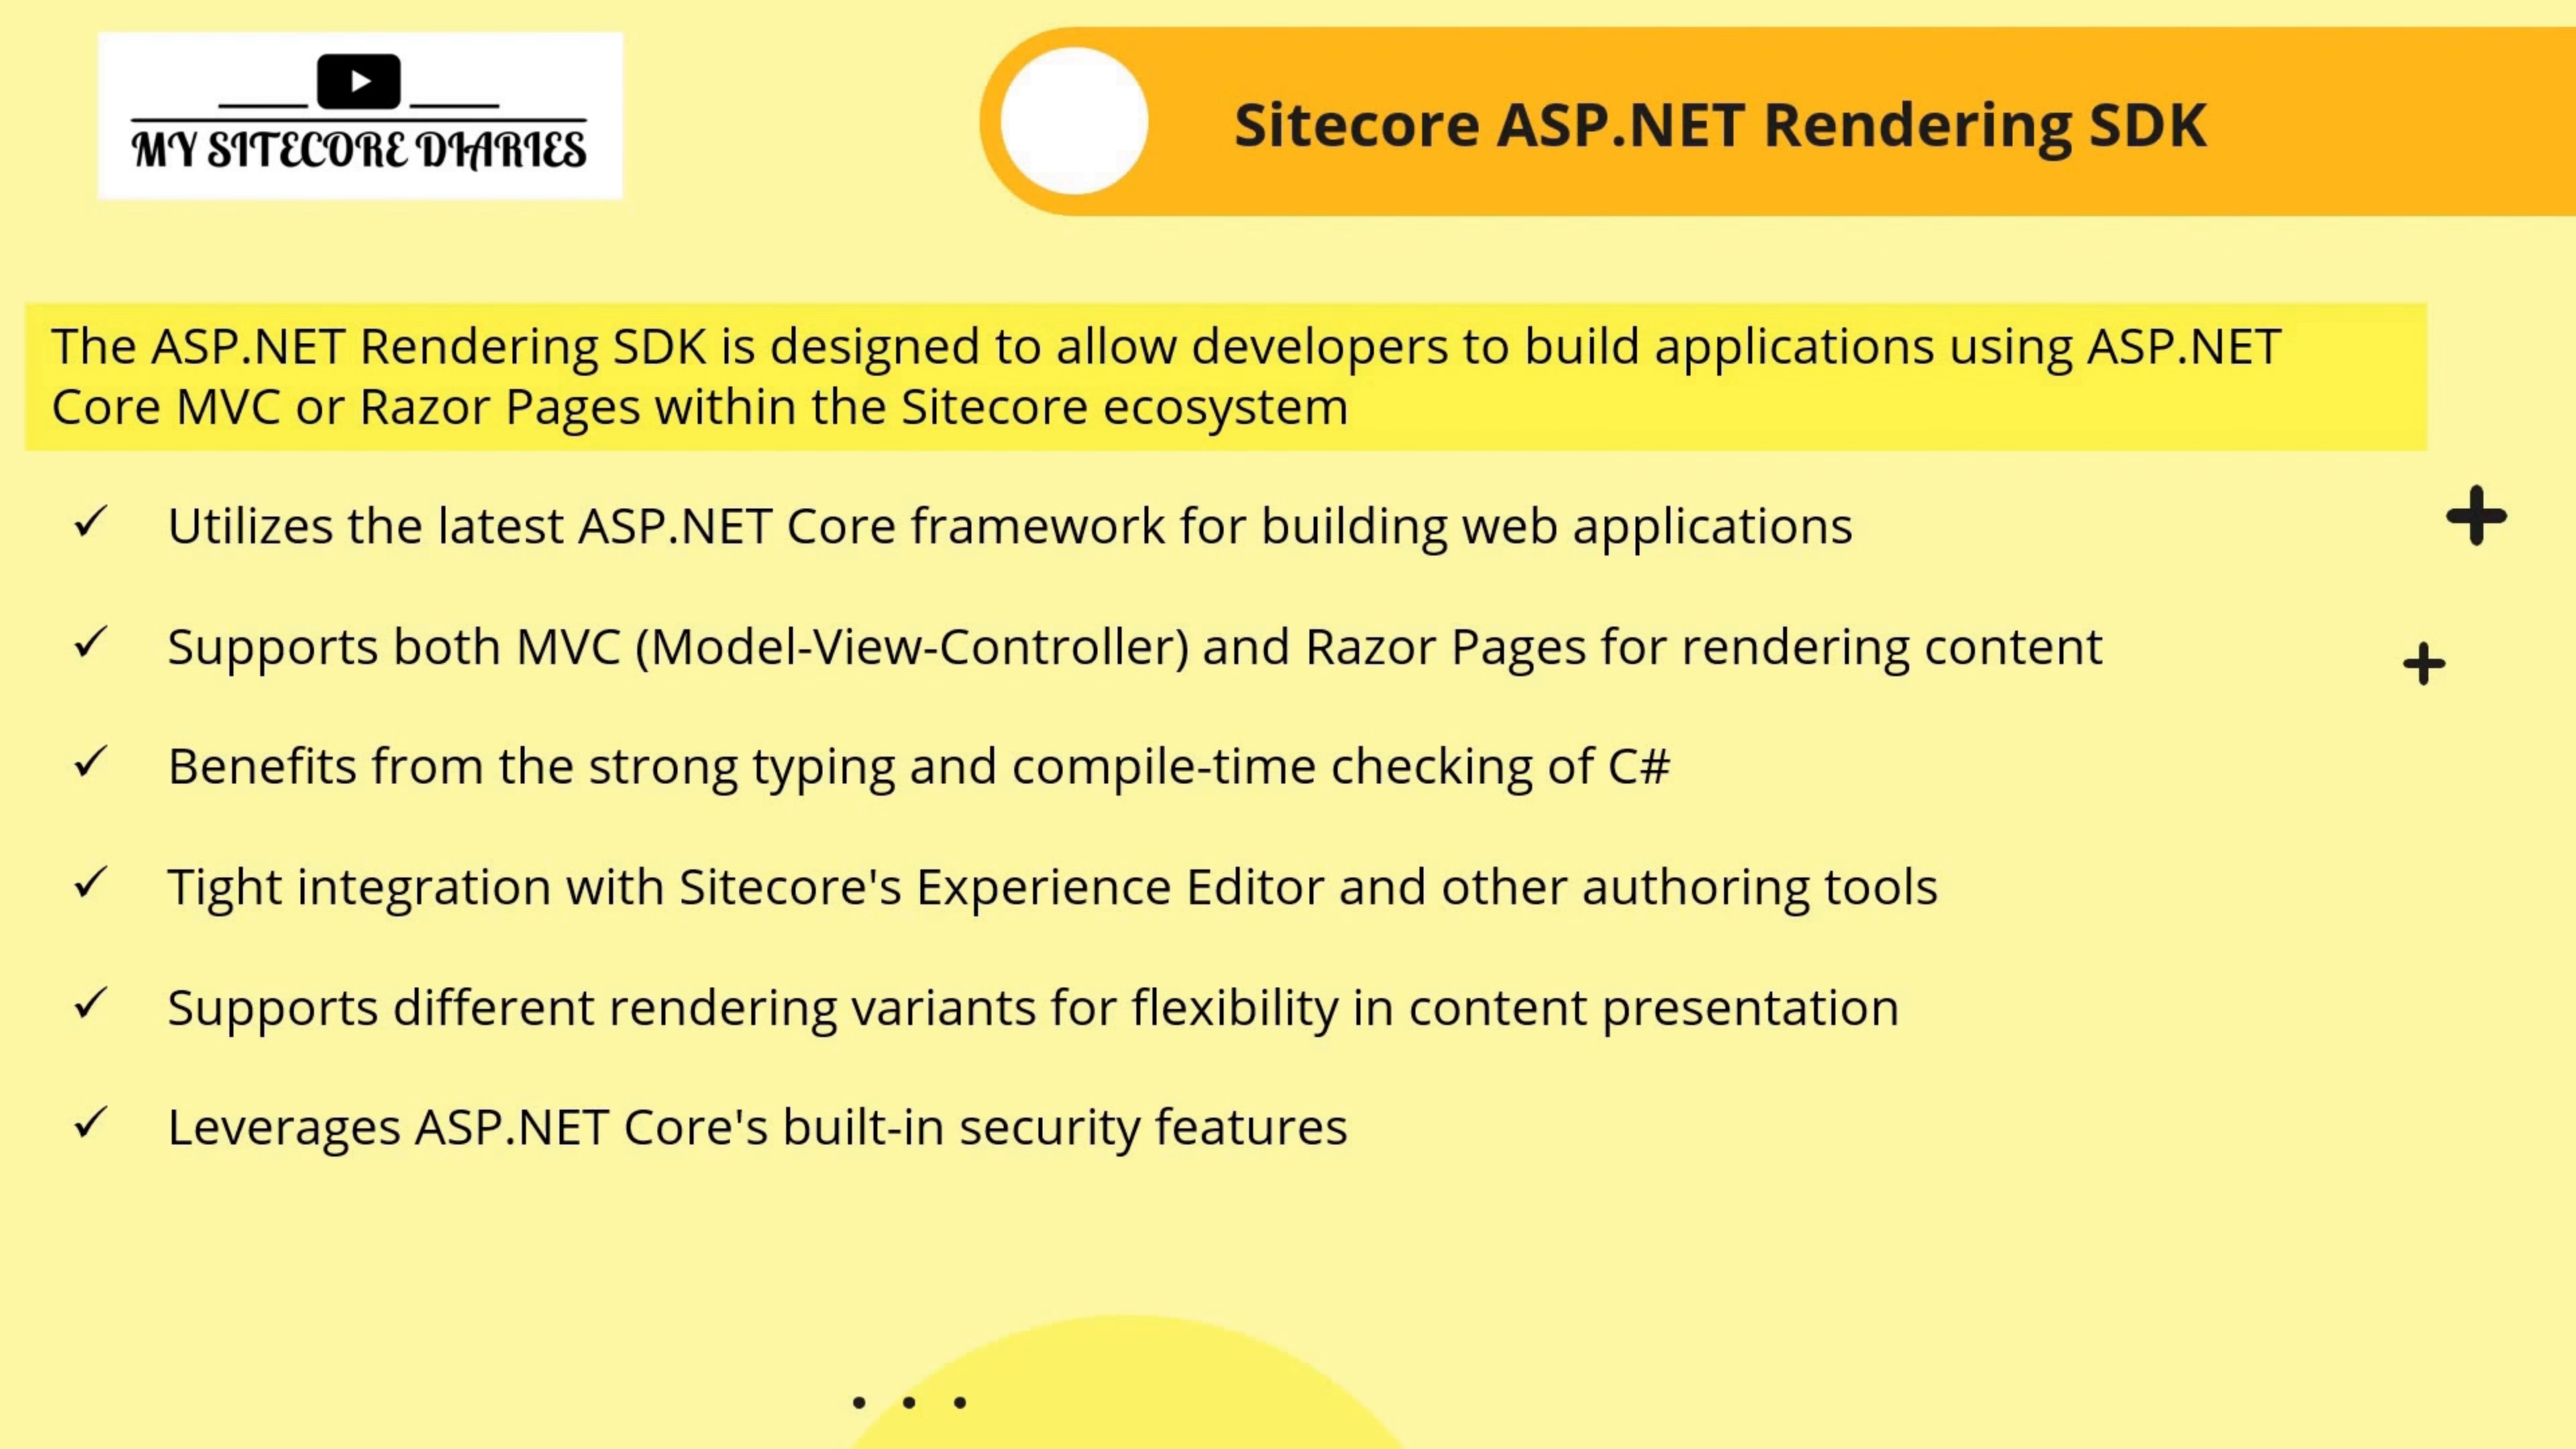 MY SITECORE DIARIES
Sitecore ASP.NET Rendering SDK
The ASP.NET Rendering SDK is designed to allow developers to build applications using ASP.NET
Core MVC or Razor Pages within the Sitecore ecosystem
✓ Utilizes the latest ASP.NET Core framework for building web applications
✓ Supports both MVC (Model-View-Controller) and Razor Pages for rendering content
✓ Benefits from the strong typing and compile-time checking of C#
✓ Tight integration with Sitecore's Experience Editor and other authoring tools
✓ Supports different rendering variants for flexibility in content presentation
✓ Leverages ASP.NET Core's built-in security features